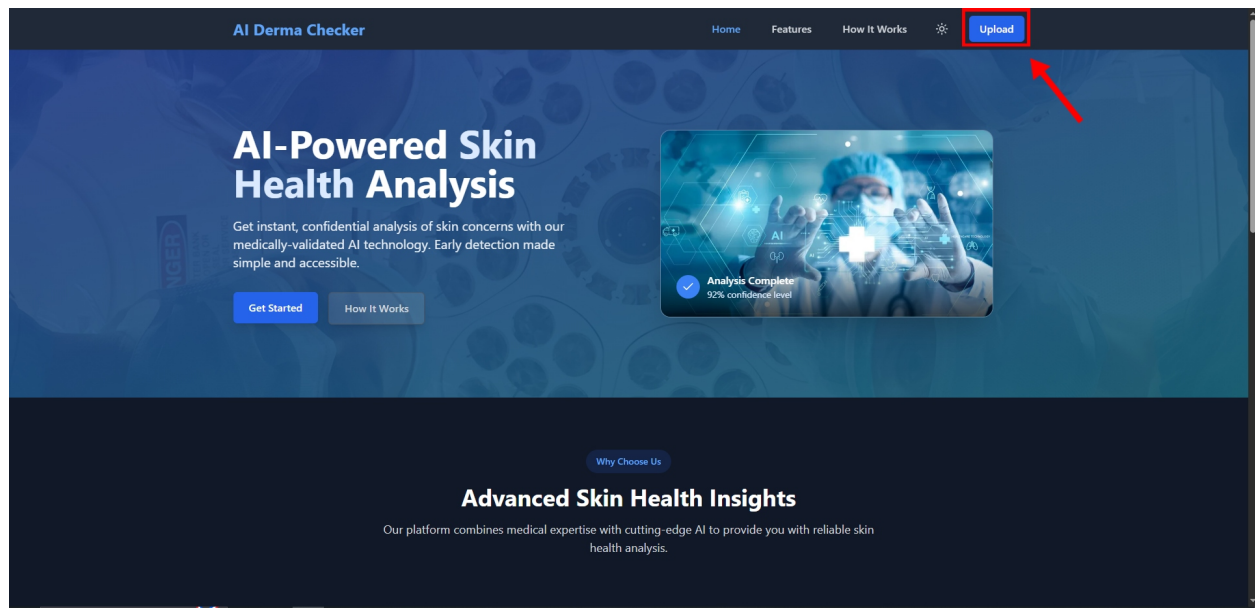 AI Derma Checker
Home
Features
How It Works
Upload
AI-Powered Skin
Health Analysis
Get instant, confidential analysis of skin concerns with our
medically-validated AI technology. Early detection made
simple and accessible.
Get Started
How It Works
AI
Analysis Complete
92% confidence level
Why Choose Us
Advanced Skin Health Insights
Our platform combines medical expertise with cutting-edge AI to provide you with reliable skin
health analysis.